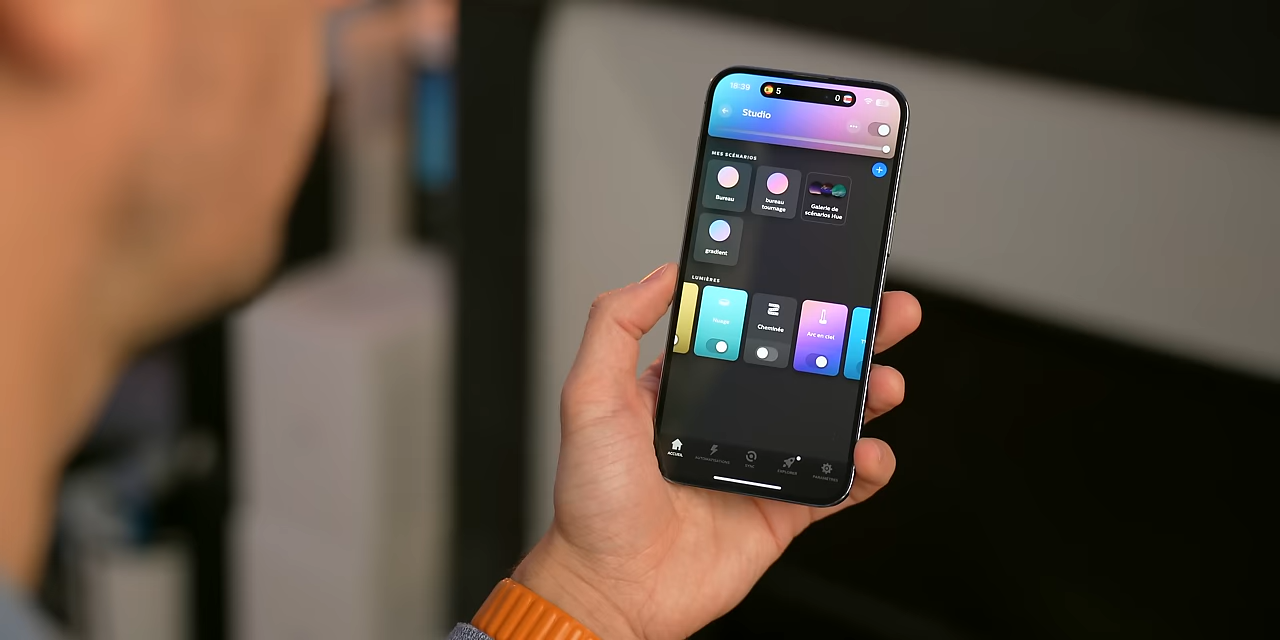 18:39
5
0
Studio
MES SCÉNARIOS
Bureau
bureau
tournage
Galerie de
scénarios Hue
gradient
LUMIÈRES
Nuage
Cheminée
Arc en ciel
ACCUEIL
AUTOMATISATIONS
SYNC
EXPLORER
PARAMÈTRES